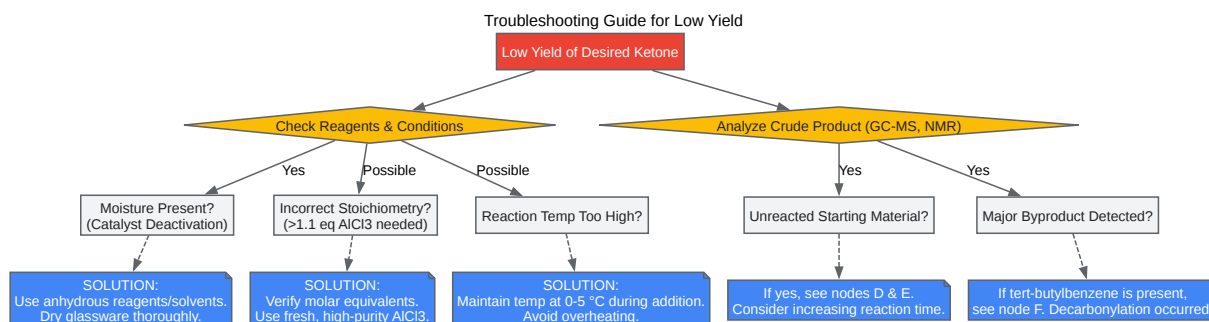 Troubleshooting Guide for Low Yield
Low Yield of Desired Ketone
Check Reagents & Conditions
Analyze Crude Product (GC-MS, NMR)
Yes
Possible
Possible
Yes
Yes
Moisture Present?
(Catalyst Deactivation)
Incorrect Stoichiometry?
(>1.1 eq AlCl3 needed)
Reaction Temp Too High?
Unreacted Starting Material?
Major Byproduct Detected?
SOLUTION:
Use anhydrous reagents/solvents.
Dry glassware thoroughly.
SOLUTION:
Verify molar equivalents.
Use fresh, high-purity AlCl3.
SOLUTION:
Maintain temp at 0-5 °C during addition.
Avoid overheating.
If yes, see nodes D & E.
Consider increasing reaction time.
If tert-butylbenzene is present,
see node F. Decarbonylation occurred